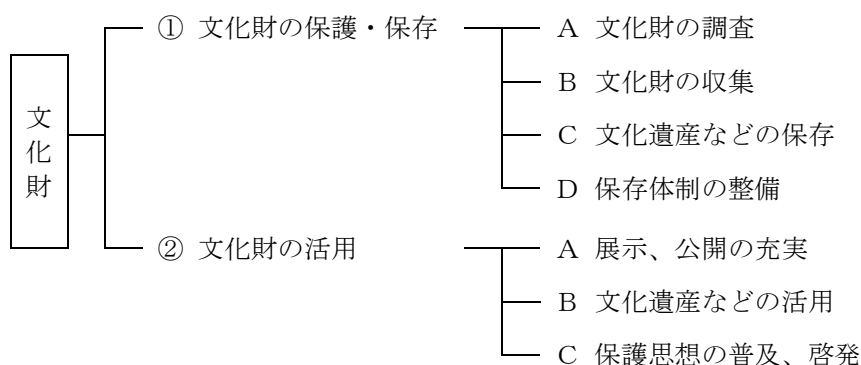 文化財
① 文化財の保護・保存
A 文化財の調査
B 文化財の収集
C 文化遺産などの保存
D 保存体制の整備
② 文化財の活用
A 展示、公開の充実
B 文化遺産などの活用
C 保護思想の普及、啓発